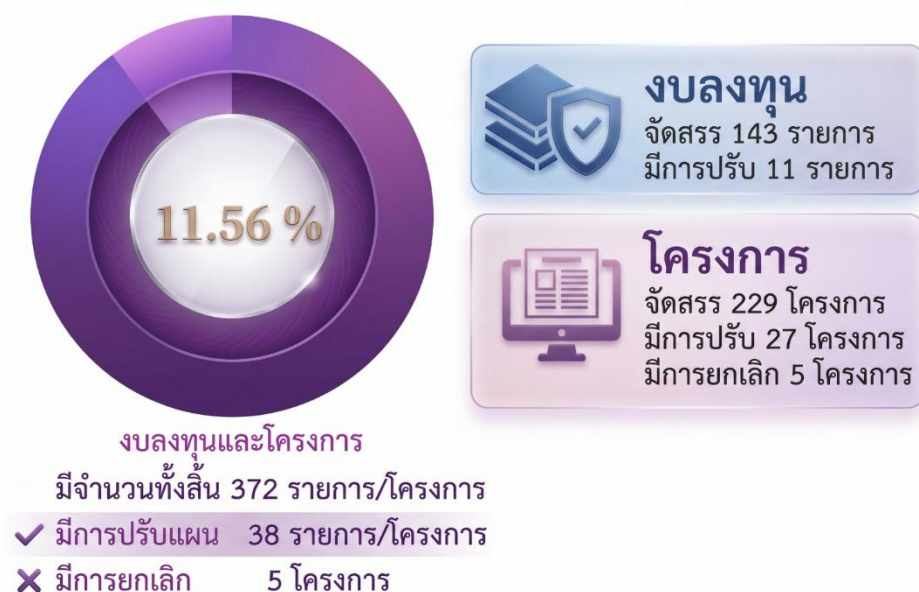 11.56 %
งบลงทุนและโครงการ
มีจำนวนทั้งสิ้น 372 รายการ/โครงการ
มีการปรับแผน 38 รายการ/โครงการ
มีการยกเลิก 5 โครงการ
งบลงทุน
จัดสรร 143 รายการ
มีการปรับ 11 รายการ
โครงการ
จัดสรร 229 โครงการ
มีการปรับ 27 โครงการ
มีการยกเลิก 5 โครงการ